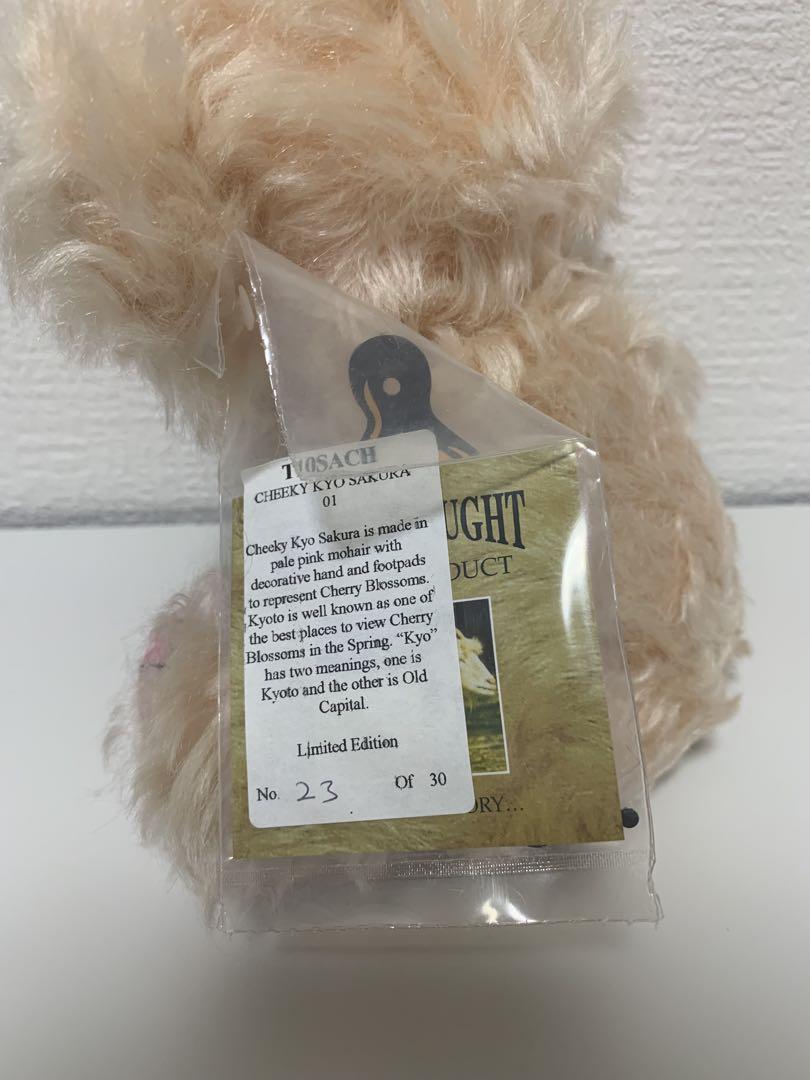 T10SACH
CHEEKY KYO SAKURA
01
Cheeky Kyo Sakura is made in
pale pink mohair with
decorative hand and footpads
to represent Cherry Blossoms.
Kyoto is well known as one of
the best places to view Cherry
Blossoms in the Spring. “Kyo”
has two meanings, one is
Kyoto and the other is Old
Capital.
Limited Edition
No. 23 Of 30
UGHT
DUCT
ORY...